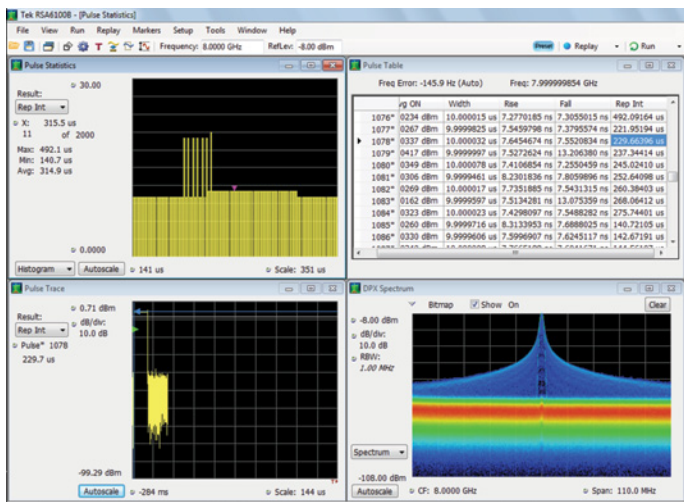 Tek RSA6100B - [Pulse Statistics]
File View Run Replay Markers Setup Tools Window Help
Frequency: 8.0000 GHz RefLev: -8.00 dBm Preset Replay Run
Pulse Statistics
Result:
Rep Int
X: 315.5 us
11 of 2000
Max: 492.1 us
Min: 140.7 us
Avg: 314.9 us
30.00
0.0000
Histogram Autoscale 141 us Scale: 351 us
Pulse Table
Freq Error: -145.9 Hz (Auto) Freq: 7.999999854 GHz
vg ON Width Rise Fall Rep Int
1076* 0234 dBm 10.000015 us 7.2770185 ns 7.3055015 ns 492.09164 us
1077* 0267 dBm 9.9999825 us 7.5459798 ns 7.3795574 ns 221.95194 us
1078* 0337 dBm 10.000032 us 7.6454674 ns 7.5520834 ns 229.66396 us
1079* 0417 dBm 9.9999997 us 7.5272624 ns 13.206380 ns 237.34414 us
1080* 0349 dBm 10.000078 us 7.4106854 ns 7.2550459 ns 245.02410 us
1081* 0306 dBm 9.9999461 us 8.2301836 ns 7.8059896 ns 252.64098 us
1082* 0269 dBm 10.000017 us 7.7351885 ns 7.5431315 ns 260.38403 us
1083* 0162 dBm 9.9999597 us 7.5134281 ns 13.075359 ns 268.06412 us
1084* 0323 dBm 10.000023 us 7.4298097 ns 7.5488282 ns 275.74401 us
1085* 0260 dBm 9.9999716 us 8.3133953 ns 7.6888025 ns 140.72105 us
1086* 0330 dBm 9.9999606 us 7.5996907 ns 7.6245117 ns 142.67191 us
Pulse Trace
Result:
Rep Int
Pulse* 1078
229.7 us
0.71 dBm
dB/div:
10.0 dB
-99.29 dBm
Autoscale -284 ms Scale: 144 us
DPX Spectrum
Bitmap Show On Clear
-8.00 dBm
dB/div:
10.0 dB
RBW:
1.00 MHz
Spectrum
-108.00 dBm
Autoscale CF: 8.0000 GHz Span: 110.0 MHz